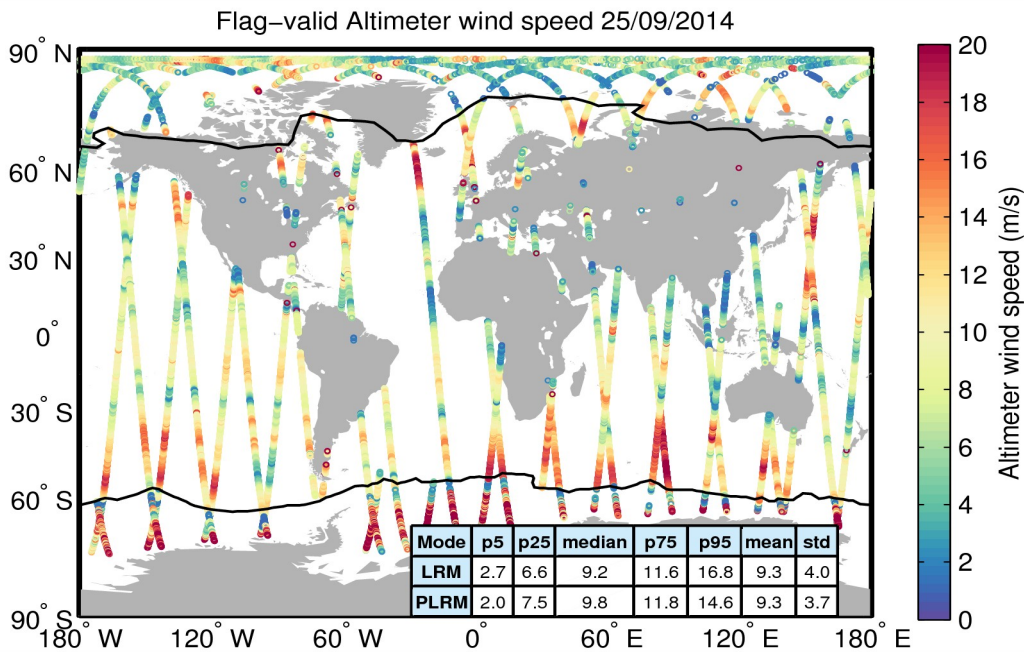 Flag−valid Altimeter wind speed 25/09/2014
90° N
60° N
30° N
0°
30° S
60° S
90° S
180° W
120° W
60° W
0°
60° E
120° E
180° E
Mode p5 p25 median p75 p95 mean std
LRM 2.7 6.6 9.2 11.6 16.8 9.3 4.0
PLRM 2.0 7.5 9.8 11.8 14.6 9.3 3.7
20
18
16
14
12
10
8
6
4
2
0
Altimeter wind speed (m/s)